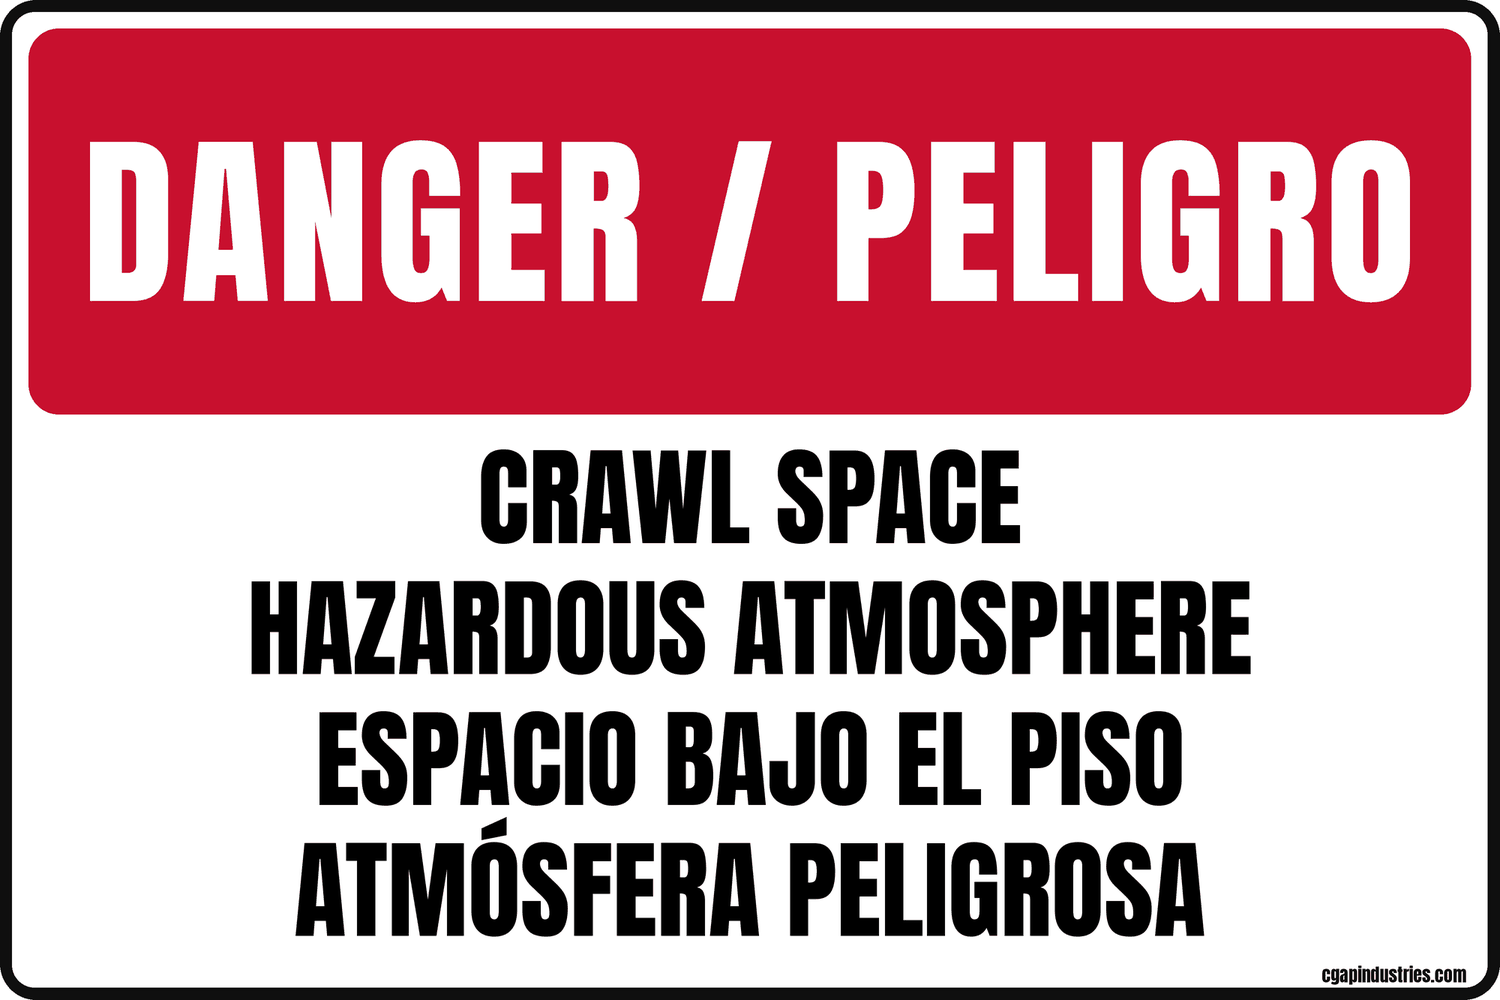 DANGER / PELIGRO
CRAWL SPACE
HAZARDOUS ATMOSPHERE
ESPACIO BAJO EL PISO
ATMÓSFERA PELIGROSA
cgapindustries.com